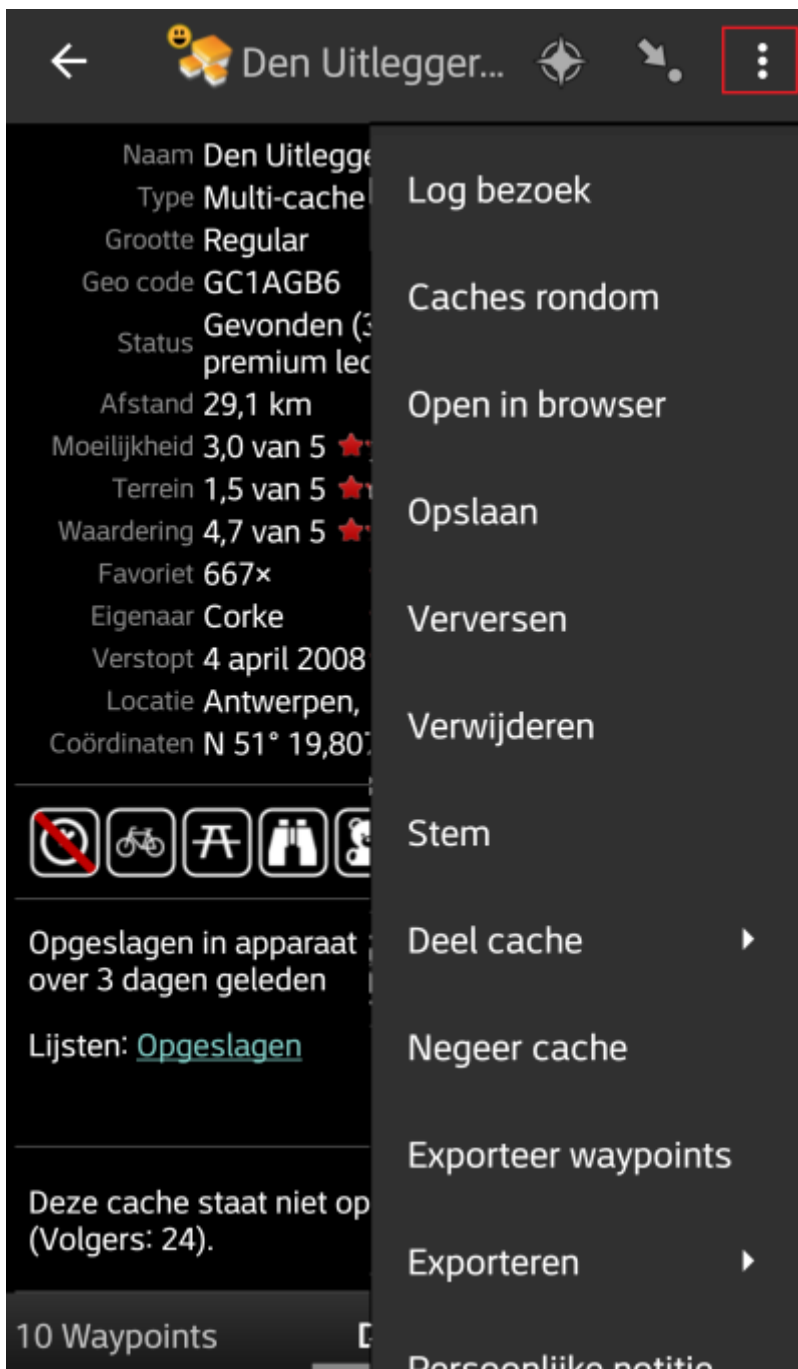 Den Uitlegger...
Naam Den Uitlegge
Type Multi-cache
Grootte Regular
Geo code GC1AGB6
Status Gevonden (3
premium led
Afstand 29,1 km
Moeilijkheid 3,0 van 5
Terrein 1,5 van 5
Waardering 4,7 van 5
Favoriet 667×
Eigenaar Corke
Verstopt 4 april 2008
Locatie Antwerpen,
Coördinaten N 51° 19,807
Opgeslagen in apparaat
over 3 dagen geleden
Lijsten: Opgeslagen
Deze cache staat niet op
(Volgers: 24).
10 Waypoints
Log bezoek
Caches rondom
Open in browser
Opslaan
Verversen
Verwijderen
Stem
Deel cache
Negeer cache
Exporteer waypoints
Exporteren
Persoonlijke notitie